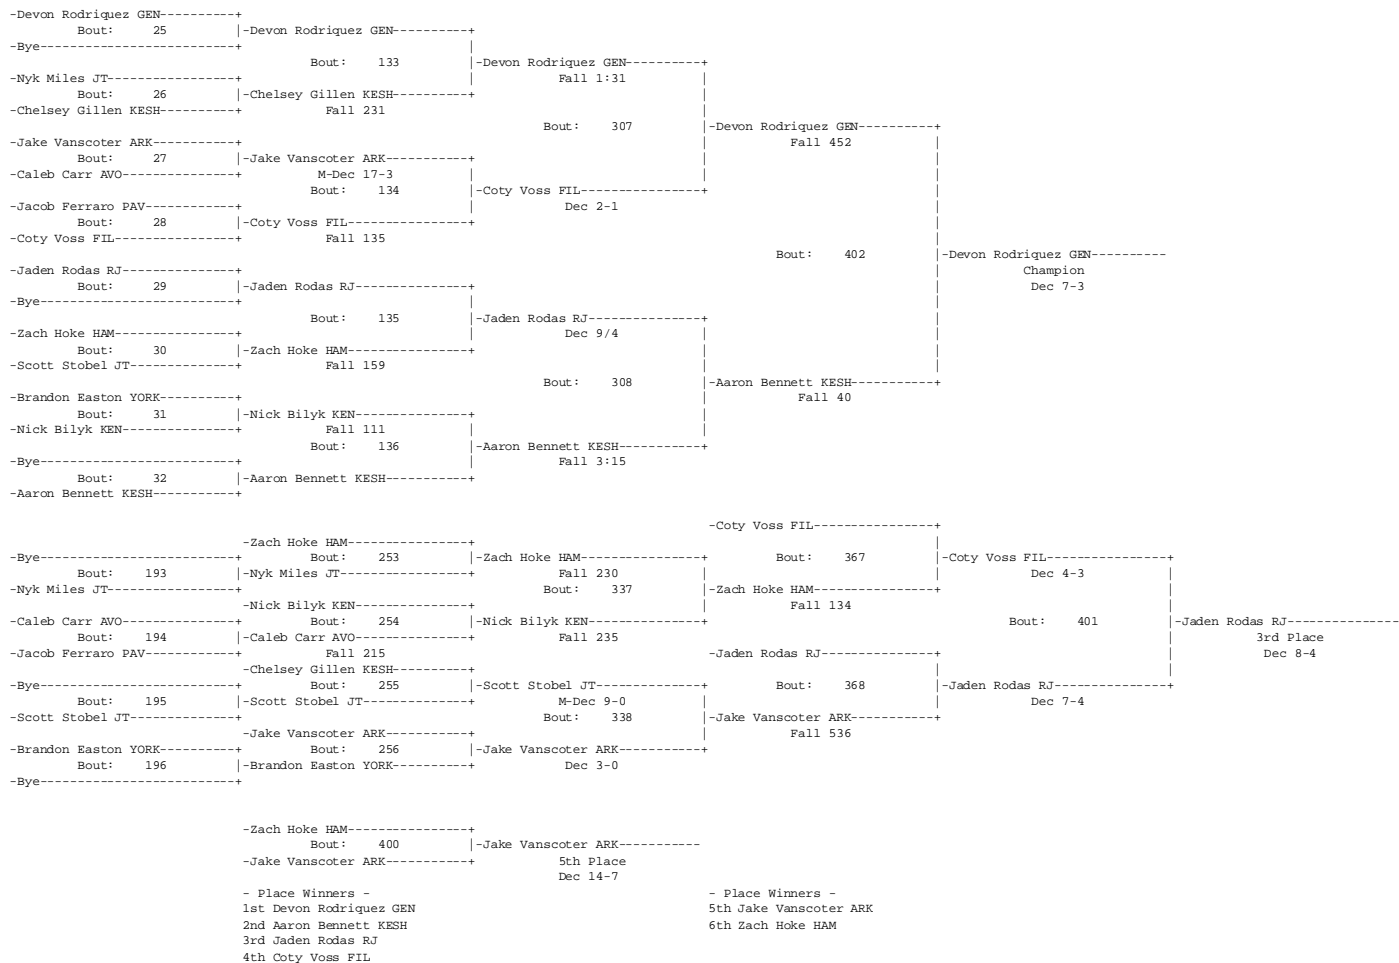 -Devon Rodriquez GEN----------+
Bout: 25 |-Devon Rodriquez GEN----------+
-Bye--------------------------+ |
Bout: 133 |-Devon Rodriquez GEN----------+
-Nyk Miles JT-----------------+ | Fall 1:31 |
Bout: 26 |-Chelsey Gillen KESH----------+ |
-Chelsey Gillen KESH----------+ Fall 231 |
Bout: 307 |-Devon Rodriquez GEN----------+
-Jake Vanscoter ARK-----------+ | Fall 452 |
Bout: 27 |-Jake Vanscoter ARK-----------+ | |
-Caleb Carr AVO---------------+ M-Dec 17-3 | | |
Bout: 134 |-Coty Voss FIL----------------+ |
-Jacob Ferraro PAV------------+ | Dec 2-1 |
Bout: 28 |-Coty Voss FIL----------------+ |
-Coty Voss FIL----------------+ Fall 135 |
Bout: 402 |-Devon Rodriquez GEN----------
-Jaden Rodas RJ---------------+ | Champion
Bout: 29 |-Jaden Rodas RJ---------------+ | Dec 7-3
-Bye--------------------------+ | |
Bout: 135 |-Jaden Rodas RJ---------------+ |
-Zach Hoke HAM----------------+ | Dec 9/4 | |
Bout: 30 |-Zach Hoke HAM----------------+ | |
-Scott Stobel JT--------------+ Fall 159 | |
Bout: 308 |-Aaron Bennett KESH-----------+
-Brandon Easton YORK----------+ | Fall 40
Bout: 31 |-Nick Bilyk KEN---------------+ |
-Nick Bilyk KEN---------------+ Fall 111 | |
Bout: 136 |-Aaron Bennett KESH-----------+
-Bye--------------------------+ | Fall 3:15
Bout: 32 |-Aaron Bennett KESH-----------+
-Aaron Bennett KESH-----------+
-Coty Voss FIL----------------+
-Zach Hoke HAM----------------+ |
-Bye--------------------------+ Bout: 253 |-Zach Hoke HAM----------------+ Bout: 367 |-Coty Voss FIL----------------+
Bout: 193 |-Nyk Miles JT-----------------+ Fall 230 | | Dec 4-3 |
-Nyk Miles JT-----------------+ Bout: 337 |-Zach Hoke HAM----------------+ |
-Nick Bilyk KEN---------------+ | Fall 134 |
-Caleb Carr AVO---------------+ Bout: 254 |-Nick Bilyk KEN---------------+ Bout: 401 |-Jaden Rodas RJ---------------
Bout: 194 |-Caleb Carr AVO---------------+ Fall 235 | 3rd Place
-Jacob Ferraro PAV------------+ Fall 215 -Jaden Rodas RJ---------------+ | Dec 8-4
-Chelsey Gillen KESH----------+ | |
-Bye--------------------------+ Bout: 255 |-Scott Stobel JT--------------+ Bout: 368 |-Jaden Rodas RJ---------------+
Bout: 195 |-Scott Stobel JT--------------+ M-Dec 9-0 | | Dec 7-4
-Scott Stobel JT--------------+ Bout: 338 |-Jake Vanscoter ARK-----------+
-Jake Vanscoter ARK-----------+ | Fall 536
-Brandon Easton YORK----------+ Bout: 256 |-Jake Vanscoter ARK-----------+
Bout: 196 |-Brandon Easton YORK----------+ Dec 3-0
-Bye--------------------------+
-Zach Hoke HAM----------------+
Bout: 400 |-Jake Vanscoter ARK-----------
-Jake Vanscoter ARK-----------+ 5th Place
Dec 14-7
- Place Winners - - Place Winners -
1st Devon Rodriquez GEN 5th Jake Vanscoter ARK
2nd Aaron Bennett KESH 6th Zach Hoke HAM
3rd Jaden Rodas RJ
4th Coty Voss FIL